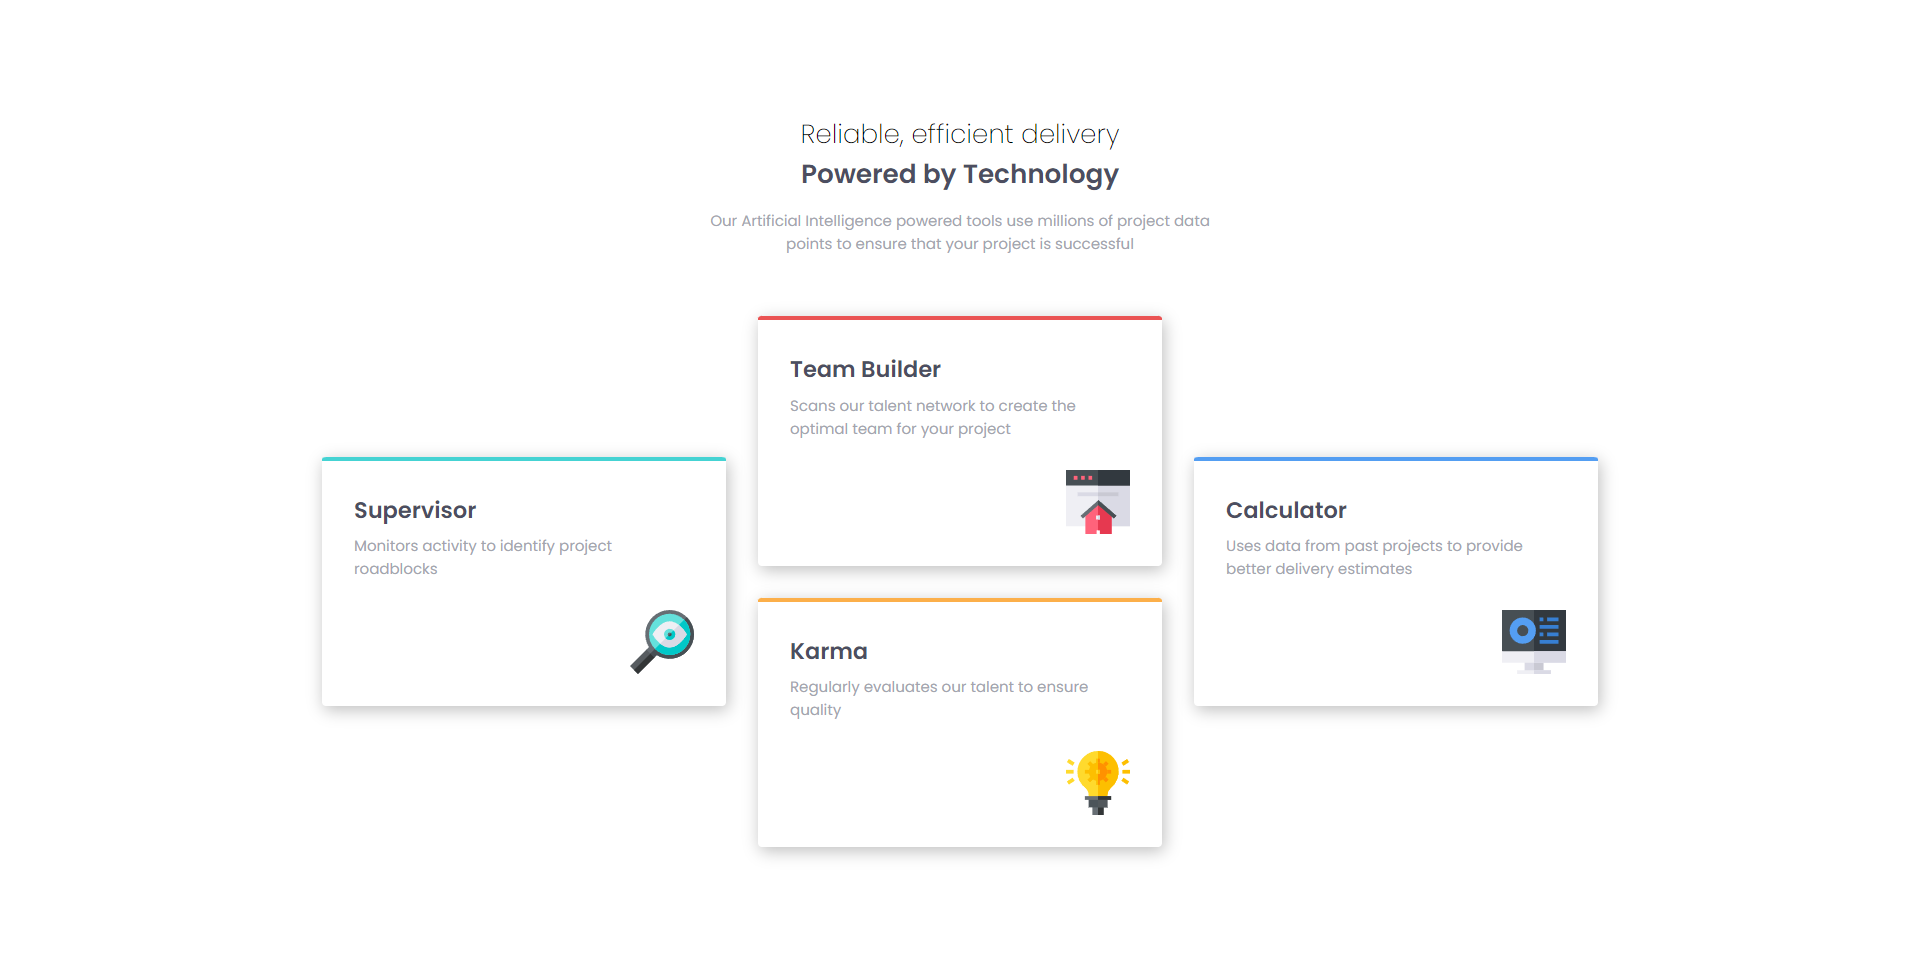 Reliable, efficient delivery
Powered by Technology
Our Artificial Intelligence powered tools use millions of project data
points to ensure that your project is successful
Supervisor
Monitors activity to identify project
roadblocks
Team Builder
Scans our talent network to create the
optimal team for your project
Karma
Regularly evaluates our talent to ensure
quality
Calculator
Uses data from past projects to provide
better delivery estimates